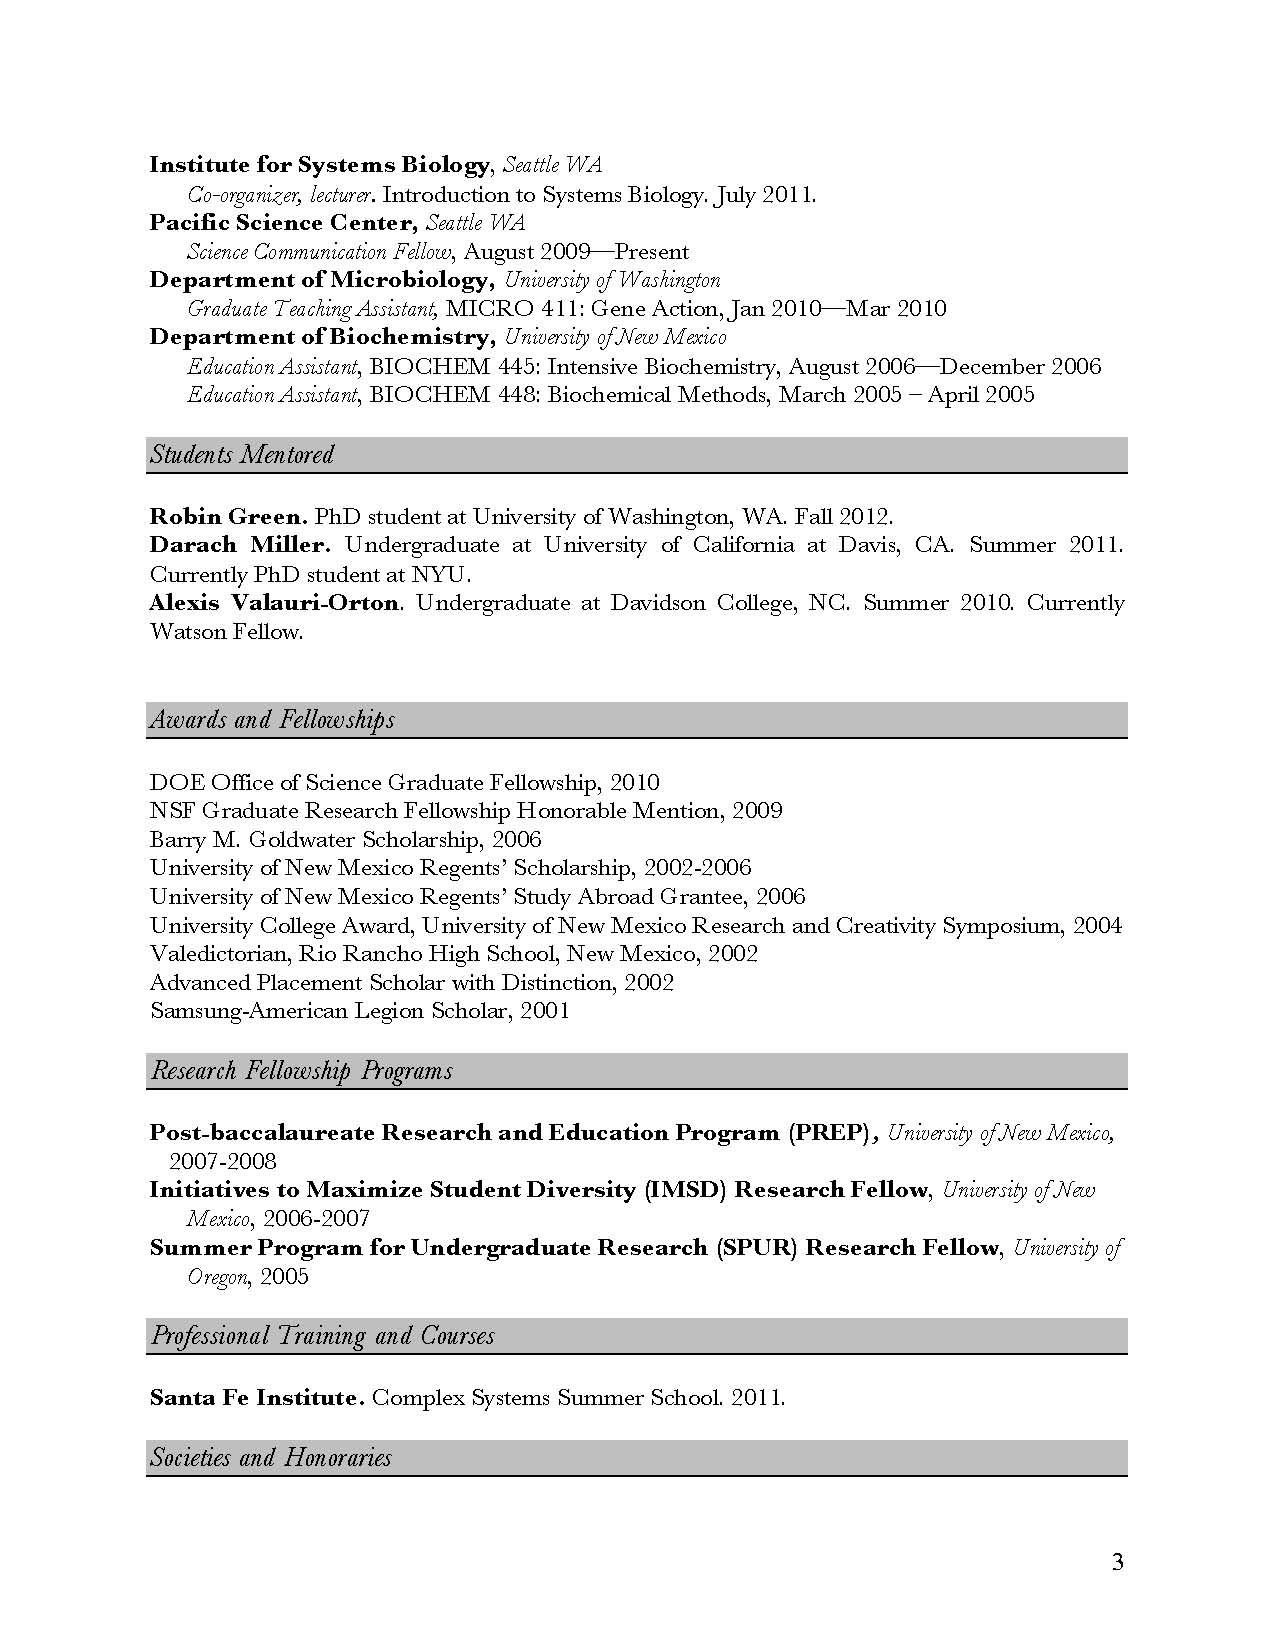 Institute for Systems Biology, Seattle WA
Co-organizer, lecturer. Introduction to Systems Biology. July 2011.
Pacific Science Center, Seattle WA
Science Communication Fellow, August 2009—Present
Department of Microbiology, University of Washington
Graduate Teaching Assistant, MICRO 411: Gene Action, Jan 2010—Mar 2010
Department of Biochemistry, University of New Mexico
Education Assistant, BIOCHEM 445: Intensive Biochemistry, August 2006—December 2006
Education Assistant, BIOCHEM 448: Biochemical Methods, March 2005 – April 2005
Students Mentored
Robin Green. PhD student at University of Washington, WA. Fall 2012.
Darach Miller. Undergraduate at University of California at Davis, CA. Summer 2011.
Currently PhD student at NYU.
Alexis Valauri-Orton. Undergraduate at Davidson College, NC. Summer 2010. Currently
Watson Fellow.
Awards and Fellowships
DOE Office of Science Graduate Fellowship, 2010
NSF Graduate Research Fellowship Honorable Mention, 2009
Barry M. Goldwater Scholarship, 2006
University of New Mexico Regents’ Scholarship, 2002-2006
University of New Mexico Regents’ Study Abroad Grantee, 2006
University College Award, University of New Mexico Research and Creativity Symposium, 2004
Valedictorian, Rio Rancho High School, New Mexico, 2002
Advanced Placement Scholar with Distinction, 2002
Samsung-American Legion Scholar, 2001
Research Fellowship Programs
Post-baccalaureate Research and Education Program (PREP), University of New Mexico,
2007-2008
Initiatives to Maximize Student Diversity (IMSD) Research Fellow, University of New
Mexico, 2006-2007
Summer Program for Undergraduate Research (SPUR) Research Fellow, University of
Oregon, 2005
Professional Training and Courses
Santa Fe Institute. Complex Systems Summer School. 2011.
Societies and Honoraries
3